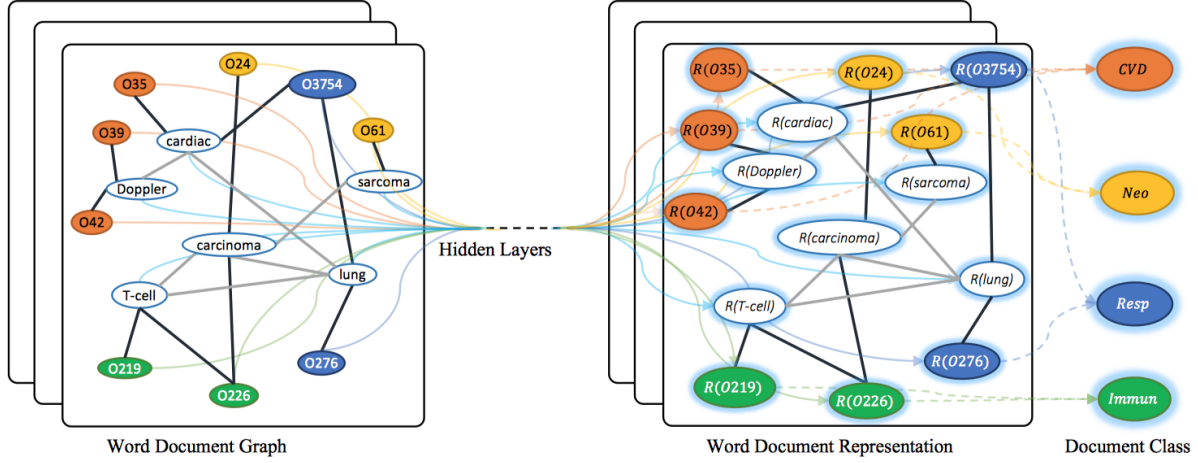 O24
O35
O3754
O39
O61
cardiac
Doppler
sarcoma
O42
carcinoma
lung
T-cell
O219
O276
O226
Word Document Graph
Hidden Layers
R(O35)
R(O24)
R(O3754)
R(cardiac)
R(O39)
R(O61)
R(Doppler)
R(sarcoma)
R(O42)
R(carcinoma)
R(lung)
R(T-cell)
R(O276)
R(O219)
R(O226)
Word Document Representation
CVD
Neo
Resp
Immun
Document Class